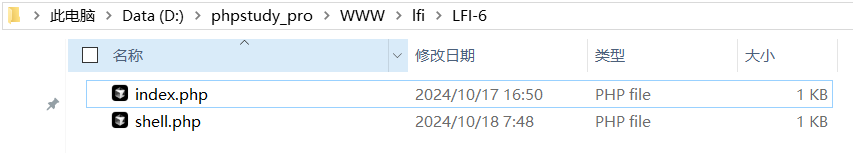 此电脑 > Data (D:) > phpstudy_pro > WWW > lfi > LFI-6
名称 修改日期 类型 大小
index.php 2024/10/17 16:50 PHP file 1 KB
shell.php 2024/10/18 7:48 PHP file 1 KB